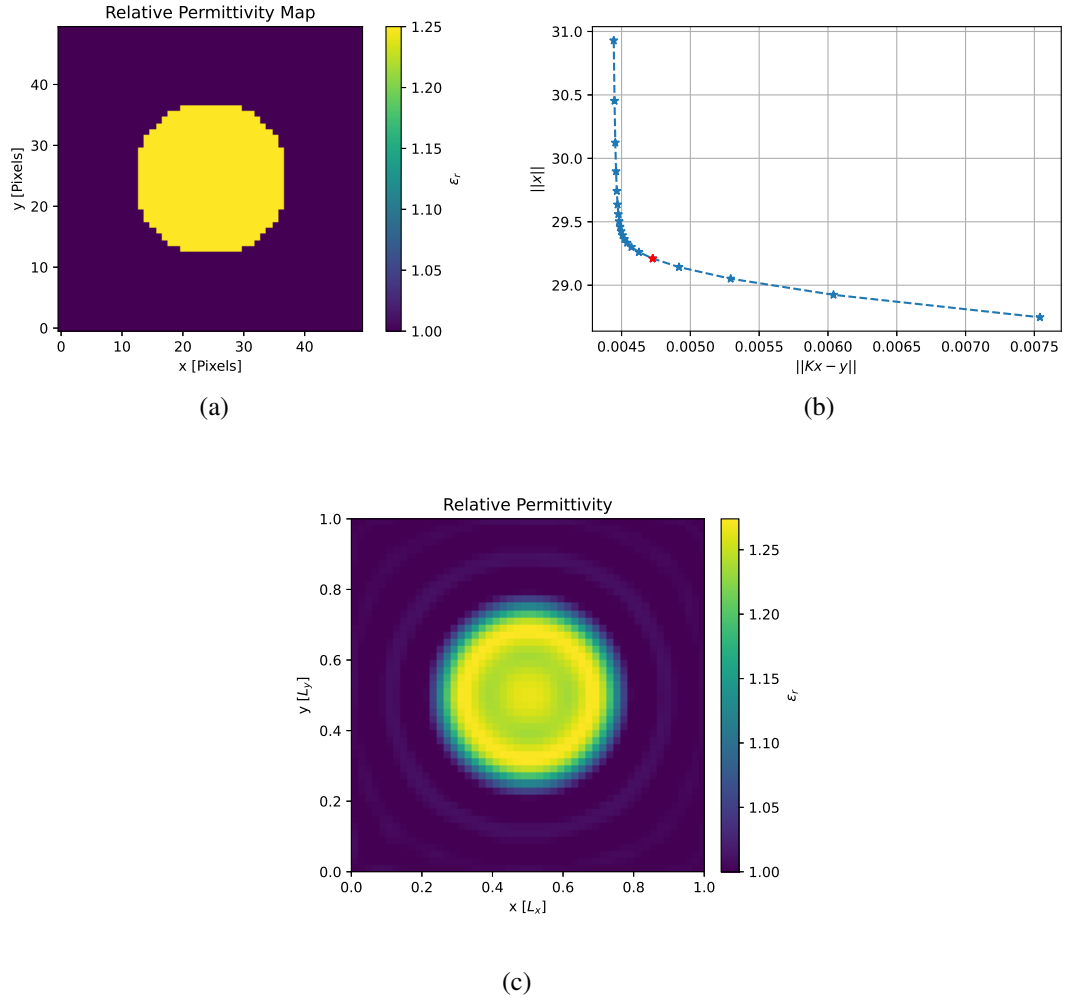 Relative Permittivity Map
y [Pixels]
40
30
20
10
0
0 10 20 30 40
x [Pixels]
1.25
1.20
1.15
1.10
1.05
1.00
εr
(a)
||x||
31.0
30.5
30.0
29.5
29.0
0.0045 0.0050 0.0055 0.0060 0.0065 0.0070 0.0075
||Kx − y||
(b)
Relative Permittivity
y [Ly]
1.0
0.8
0.6
0.4
0.2
0.0
0.0 0.2 0.4 0.6 0.8 1.0
x [Lx]
1.25
1.20
1.15
1.10
1.05
1.00
εr
(c)